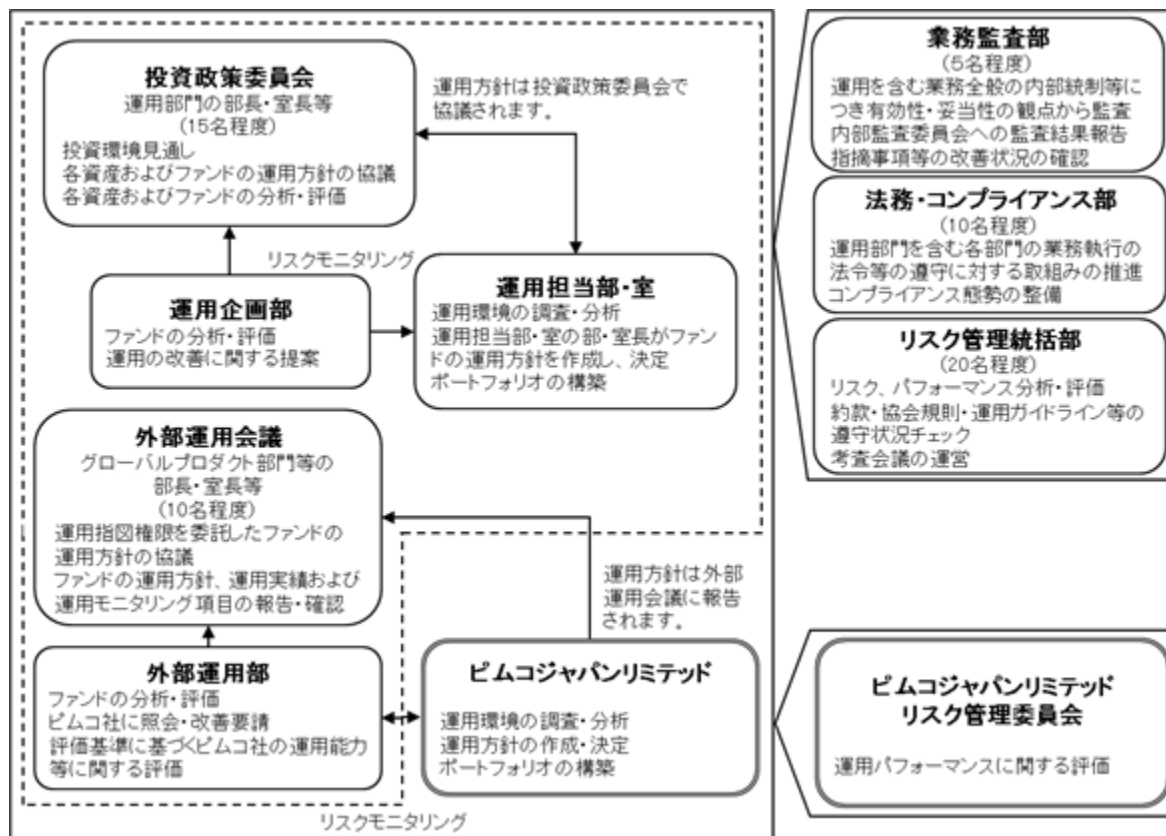 投資政策委員会
運用部門の部長・室長等
(15名程度)
投資環境見通し
各資産およびファンドの運用方針の協議
各資産およびファンドの分析・評価
運用方針は投資政策委員会で
協議されます。
リスクモニタリング
運用企画部
ファンドの分析・評価
運用の改善に関する提案
運用担当部・室
運用環境の調査・分析
運用担当部・室の部・室長がファン
ドの運用方針を作成し、決定
ポートフォリオの構築
外部運用会議
グローバルプロダクト部門等の
部長・室長等
(10名程度)
運用指図権限を委託したファンドの
運用方針の協議
ファンドの運用方針、運用実績および
運用モニタリング項目の報告・確認
運用方針は外部
運用会議に報告
されます。
外部運用部
ファンドの分析・評価
ピムコ社に照会・改善要請
評価基準に基づくピムコ社の運用能力
等に関する評価
ピムコジャパンリミテッド
運用環境の調査・分析
運用方針の作成・決定
ポートフォリオの構築
リスクモニタリング
業務監査部
(5名程度)
運用を含む業務全般の内部統制等に
つき有効性・妥当性の観点から監査
内部監査委員会への監査結果報告
指摘事項等の改善状況の確認
法務・コンプライアンス部
(10名程度)
運用部門を含む各部門の業務執行の
法令等の遵守に対する取組みの推進
コンプライアンス態勢の整備
リスク管理統括部
(20名程度)
リスク、パフォーマンス分析・評価
約款・協会規則・運用ガイドライン等の
遵守状況チェック
考査会議の運営
ピムコジャパンリミテッド
リスク管理委員会
運用パフォーマンスに関する評価